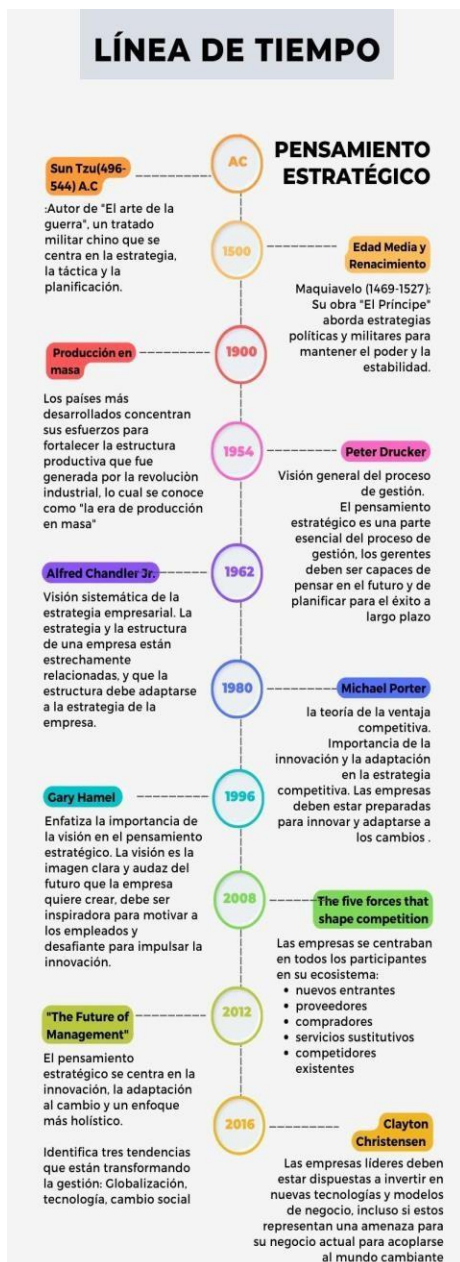 LÍNEA DE TIEMPO
PENSAMIENTO
ESTRATÉGICO
AC
Sun Tzu(496-
544) A.C
:Autor de "El arte de la
guerra", un tratado
militar chino que se
centra en la estrategia,
la táctica y la
planificación.
1500
Edad Media y
Renacimiento
Maquiavelo (1469-1527):
Su obra "El Príncipe"
aborda estrategias
políticas y militares para
mantener el poder y la
estabilidad.
1900
Producción en
masa
Los países más
desarrollados concentran
sus esfuerzos para
fortalecer la estructura
productiva que fue
generada por la revoluciòn
industrial, lo cual se conoce
como "la era de producción
en masa"
1954
Peter Drucker
Visión general del proceso
de gestión.
El pensamiento
estratégico es una parte
esencial del proceso de
gestión, los gerentes
deben ser capaces de
pensar en el futuro y de
planificar para el éxito a
largo plazo
1962
Alfred Chandler Jr.
Visión sistemática de la
estrategia empresarial. La
estrategia y la estructura
de una empresa están
estrechamente
relacionadas, y que la
estructura debe adaptarse
a la estrategia de la
empresa.
1980
Michael Porter
la teoría de la ventaja
competitiva.
Importancia de la
innovación y la adaptación
en la estrategia
competitiva. Las empresas
deben estar preparadas
para innovar y adaptarse a
los cambios .
1996
Gary Hamel
Enfatiza la importancia de
la visión en el pensamiento
estratégico. La visión es la
imagen clara y audaz del
futuro que la empresa
quiere crear, debe ser
inspiradora para motivar a
los empleados y
desafiante para impulsar la
innovación.
2008
The five forces that
shape competition
Las empresas se centraban
en todos los participantes
en su ecosistema:
• nuevos entrantes
• proveedores
• compradores
• servicios sustitutivos
• competidores
existentes
2012
"The Future of
Management"
El pensamiento
estratégico se centra en la
innovación, la adaptación
al cambio y un enfoque
más holístico.
Identifica tres tendencias
que están transformando
la gestión: Globalización,
tecnología, cambio social
2016
Clayton
Christensen
Las empresas líderes deben
estar dispuestas a invertir en
nuevas tecnologías y modelos
de negocio, incluso si estos
representan una amenaza para
su negocio actual para acoplarse
al mundo cambiante